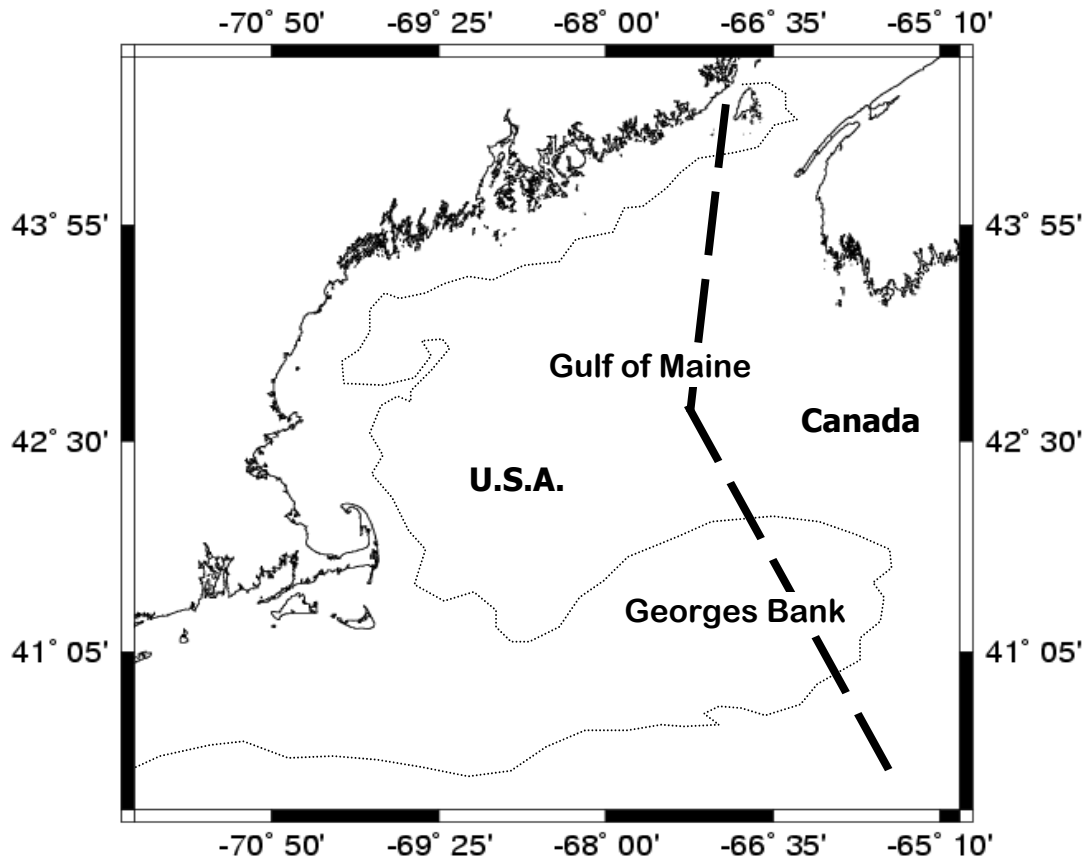 -70° 50' -69° 25' -68° 00' -66° 35' -65° 10'
43° 55' 43° 55'
Gulf of Maine
Canada
42° 30' 42° 30'
U.S.A.
Georges Bank
41° 05' 41° 05'
-70° 50' -69° 25' -68° 00' -66° 35' -65° 10'